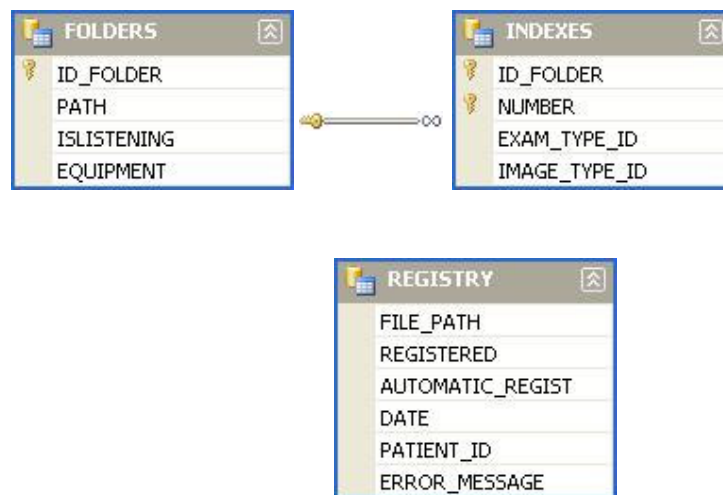 FOLDERS
ID_FOLDER
PATH
ISLISTENING
EQUIPMENT
INDEXES
ID_FOLDER
NUMBER
EXAM_TYPE_ID
IMAGE_TYPE_ID
REGISTRY
FILE_PATH
REGISTERED
AUTOMATIC_REGIST
DATE
PATIENT_ID
ERROR_MESSAGE